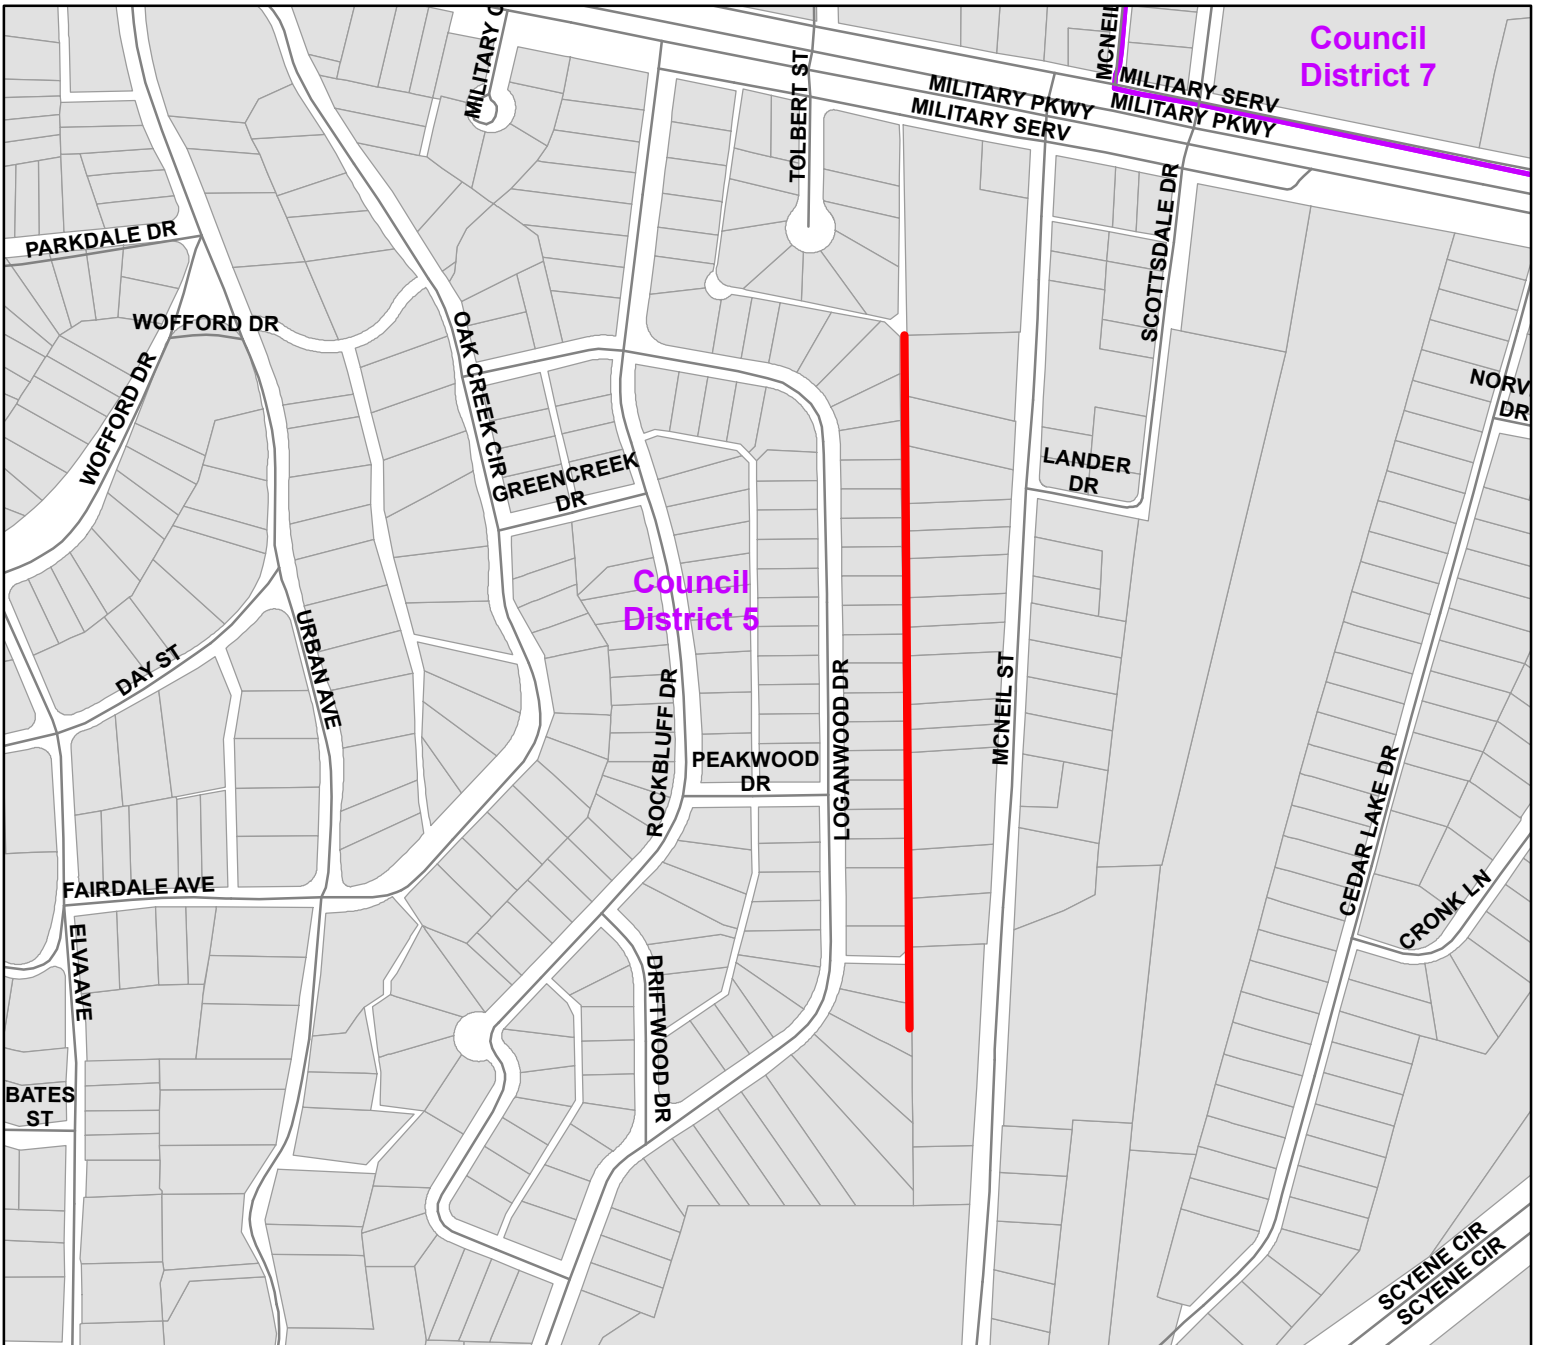 MILITARY C
TOLBERT ST
MCNEIL
Council
District 7
MILITARY SERV
MILITARY PKWY
MILITARY PKWY
MILITARY SERV
PARKDALE DR
SCOTTSDALE DR
WOFFORD DR
WOFFORD DR
OAK CREEK CIR
NORV
DR
LANDER
DR
GREENCREEK
DR
Council
District 5
DAY ST
URBAN AVE
ROCKBLUFF DR
LOGANWOOD DR
MCNEIL ST
PEAKWOOD
DR
CEDAR LAKE DR
FAIRDALE AVE
CRONK LN
ELVA AVE
DRIFTWOOD DR
BATES
ST
SCYENE CIR
SCYENE CIR